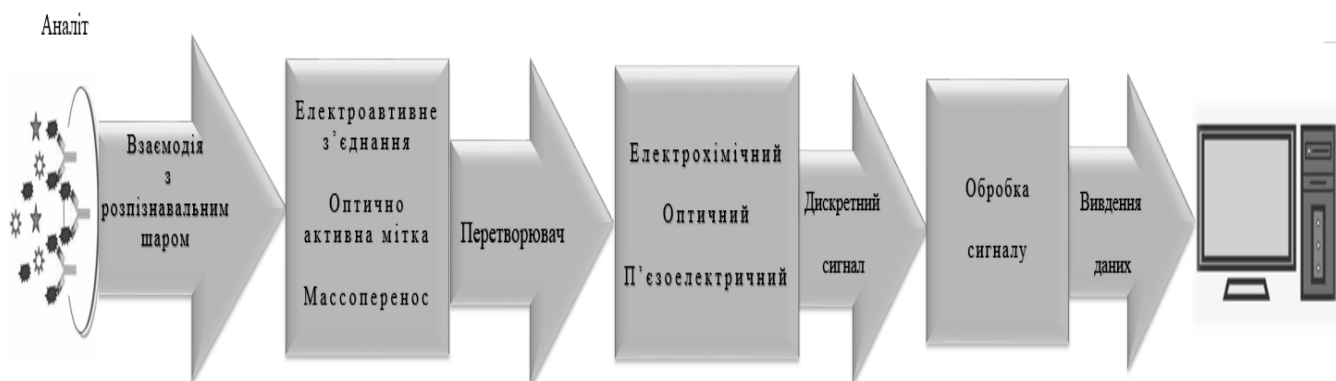 Аналіт
Взаємодія
з
розпізнавальним
шаром
Електроавтивне
з’єднання
Оптично
активна мітка
Массоперенос
Перетворювач
Електрохімічний
Оптичний
П’єзоелектричний
Дискретний
сигнал
Обробка
сигналу
Вивдення
даних